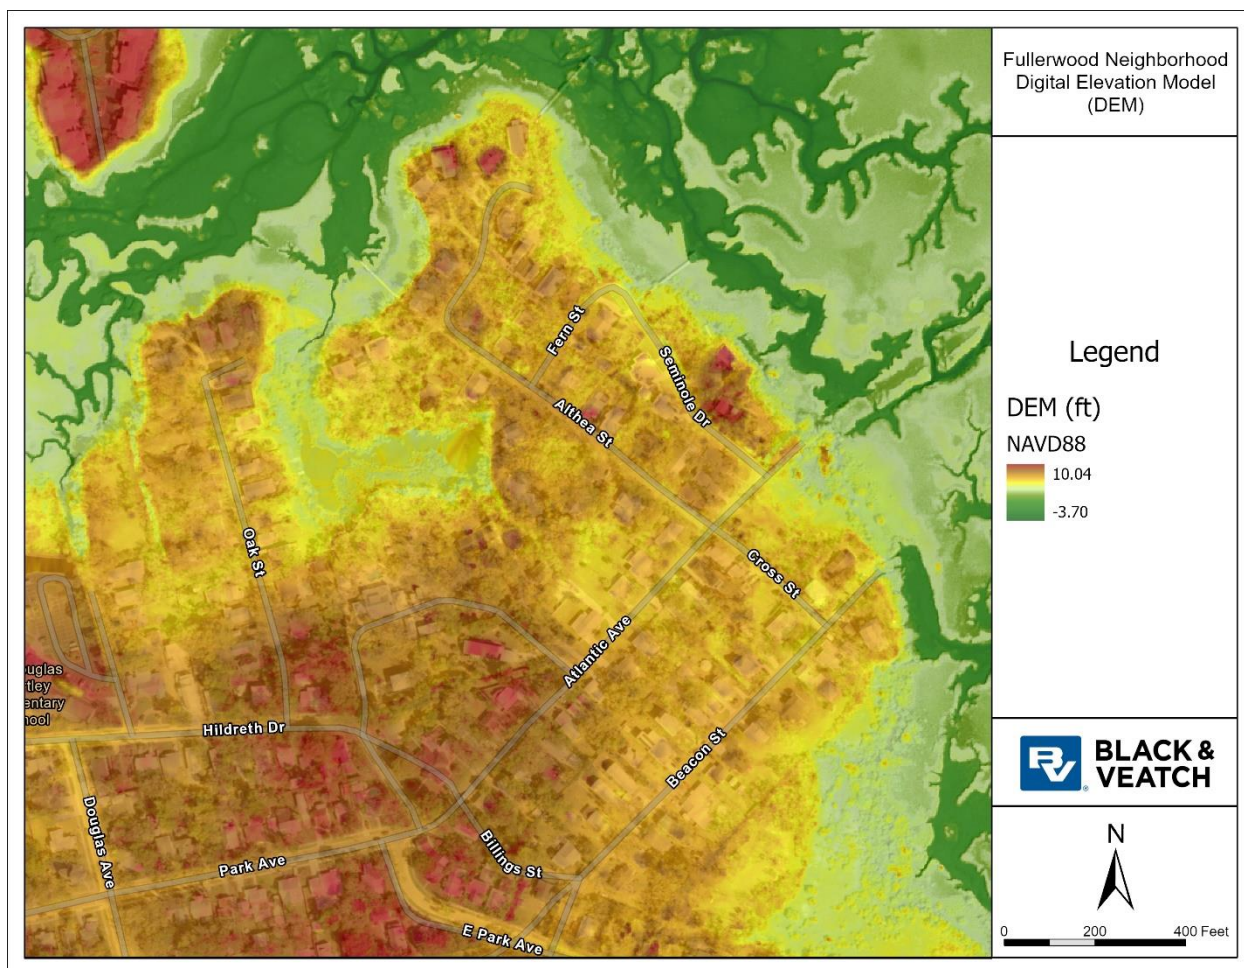 Fullerwood Neighborhood
Digital Elevation Model
(DEM)
Legend
DEM (ft)
NAVD88
10.04
-3.70
BV
BLACK &
VEATCH
®
N
0 200 400 Feet
Fern St
Seminole Dr
Althea St
Oak St
Cross St
Atlantic Ave
uglas
tley
entary
hool
Hildreth Dr
Beacon St
Douglas Ave
Park Ave
Billings St
E Park Ave